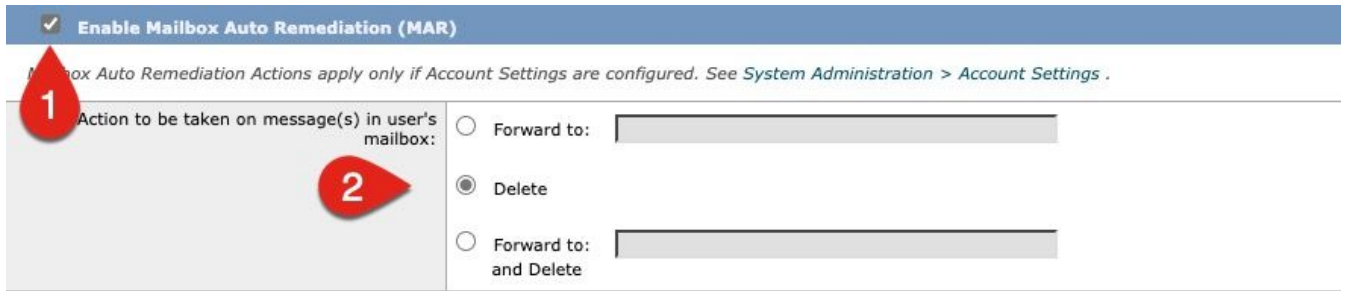 Enable Mailbox Auto Remediation (MAR)
ox Auto Remediation Actions apply only if Account Settings are configured. See System Administration > Account Settings .
1
Action to be taken on message(s) in user's
mailbox:
Forward to:
2
Delete
Forward to:
and Delete